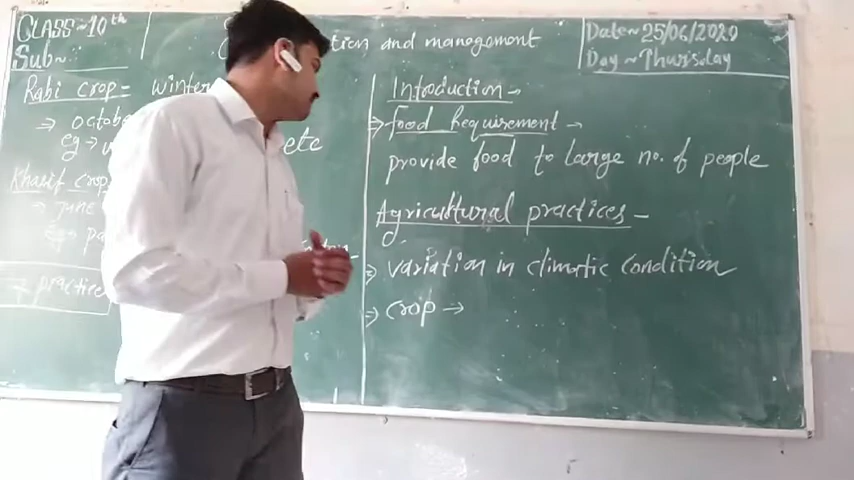 CLASS~10th
Sub~
tion and management
Date~25/06/2020
Day~Thursday
Rabi crop= winter
→ octob
eg→
etc
Kharif crop
→ june
eg→ pa
→ practice
Introduction-
→ food Requirement →
provide food to large no. of people
Agricultural practices-
→ variation in climatic condition
→ crop →